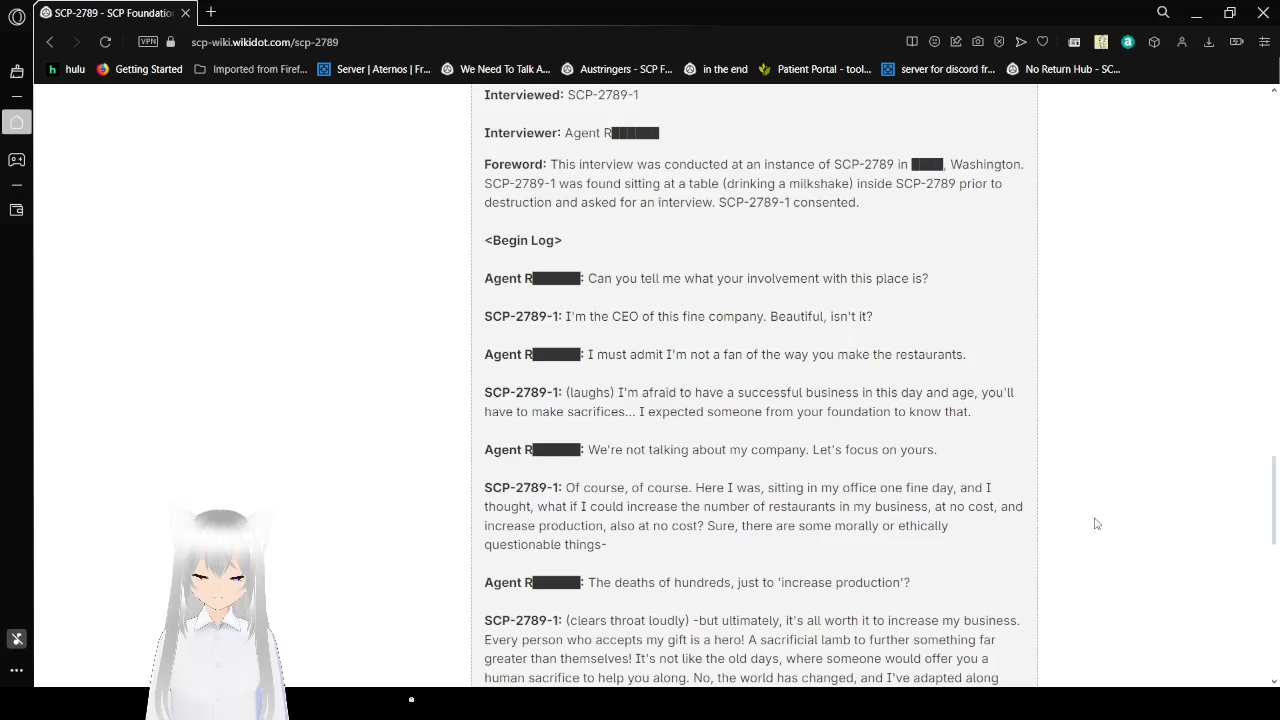 SCP-2789 - SCP Foundatio
scp-wiki.wikidot.com/scp-2789
VPN
hulu
Getting Started
Imported from Firef...
Server | Aternos | Fr...
We Need To Talk A...
Austringers - SCP F...
in the end
Patient Portal - tool...
server for discord fr...
No Return Hub - SC...
Interviewed: SCP-2789-1
Interviewer: Agent R██████
Foreword: This interview was conducted at an instance of SCP-2789 in ████, Washington.
SCP-2789-1 was found sitting at a table (drinking a milkshake) inside SCP-2789 prior to
destruction and asked for an interview. SCP-2789-1 consented.
<Begin Log>
Agent R██████: Can you tell me what your involvement with this place is?
SCP-2789-1: I'm the CEO of this fine company. Beautiful, isn't it?
Agent R██████: I must admit I'm not a fan of the way you make the restaurants.
SCP-2789-1: (laughs) I'm afraid to have a successful business in this day and age, you'll
have to make sacrifices... I expected someone from your foundation to know that.
Agent R██████: We're not talking about my company. Let's focus on yours.
SCP-2789-1: Of course, of course. Here I was, sitting in my office one fine day, and I
thought, what if I could increase the number of restaurants in my business, at no cost, and
increase production, also at no cost? Sure, there are some morally or ethically
questionable things-
Agent R██████: The deaths of hundreds, just to 'increase production'?
SCP-2789-1: (clears throat loudly) -but ultimately, it's all worth it to increase my business.
Every person who accepts my gift is a hero! A sacrificial lamb to further something far
greater than themselves! It's not like the old days, where someone would offer you a
human sacrifice to help you along. No, the world has changed, and I've adapted along